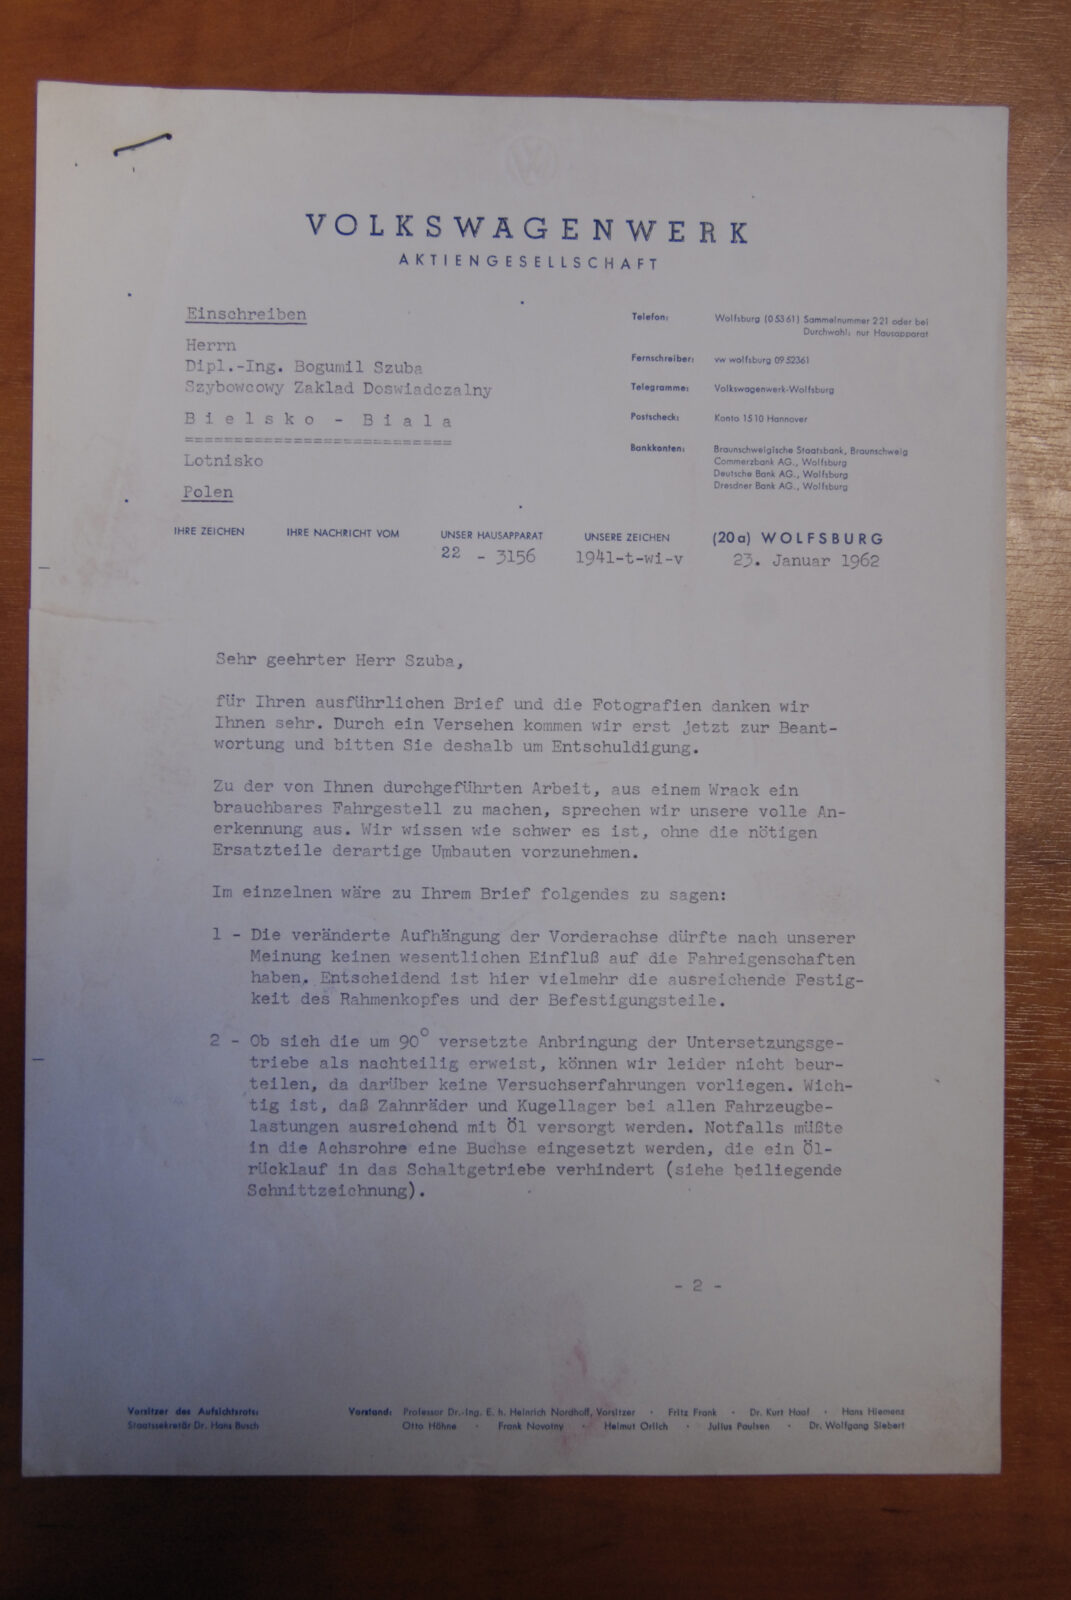 VOLKSWAGENWERK
AKTIENGESELLSCHAFT
Einschreiben
Herrn
Dipl.-Ing. Bogumil Szuba
Szybowcowy Zaklad Doswiadczalny
Bielsko - Biala
===========================
Lotnisko
Polen
Telefon: Wolfsburg (05361) Sammelnummer 221 oder bei
Durchwahl: nur Hausapparat
Fernschreiber: vw wolfsburg 0952361
Telegramme: Volkswagenwerk-Wolfsburg
Postscheck: Konto 1510 Hannover
Bankkonten: Braunschweigische Staatsbank, Braunschweig
Commerzbank AG., Wolfsburg
Deutsche Bank AG., Wolfsburg
Dresdner Bank AG., Wolfsburg
IHRE ZEICHEN IHRE NACHRICHT VOM UNSER HAUSAPPARAT UNSERE ZEICHEN (20a) WOLFSBURG
22 - 3156 1941-t-wi-v 23. Januar 1962
Sehr geehrter Herr Szuba,
für Ihren ausführlichen Brief und die Fotografien danken wir
Ihnen sehr. Durch ein Versehen kommen wir erst jetzt zur Beant-
wortung und bitten Sie deshalb um Entschuldigung.
Zu der von Ihnen durchgeführten Arbeit, aus einem Wrack ein
brauchbares Fahrgestell zu machen, sprechen wir unsere volle An-
erkennung aus. Wir wissen wie schwer es ist, ohne die nötigen
Ersatzteile derartige Umbauten vorzunehmen.
Im einzelnen wäre zu Ihrem Brief folgendes zu sagen:
1 - Die veränderte Aufhängung der Vorderachse dürfte nach unserer
Meinung keinen wesentlichen Einfluß auf die Fahreigenschaften
haben. Entscheidend ist hier vielmehr die ausreichende Festig-
keit des Rahmenkopfes und der Befestigungsteile.
2 - Ob sich die um 90° versetzte Anbringung der Untersetzungsge-
triebe als nachteilig erweist, können wir leider nicht beur-
teilen, da darüber keine Versuchserfahrungen vorliegen. Wich-
tig ist, daß Zahnräder und Kugellager bei allen Fahrzeugbe-
lastungen ausreichend mit Öl versorgt werden. Notfalls müßte
in die Achsrohre eine Buchse eingesetzt werden, die ein Öl-
rücklauf in das Schaltgetriebe verhindert (siehe beiliegende
Schnittzeichnung).
- 2 -
Vorsitzer des Aufsichtsrats: Vorstand: Professor Dr.-Ing. E. h. Heinrich Nordhoff, Vorsitzer · Fritz Frank · Dr. Kurt Haaf · Hans Hiemenz
Staatssekretär Dr. Hans Busch Otto Höhne · Frank Novotny · Helmut Orlich · Julius Paulsen · Dr. Wolfgang Siebert